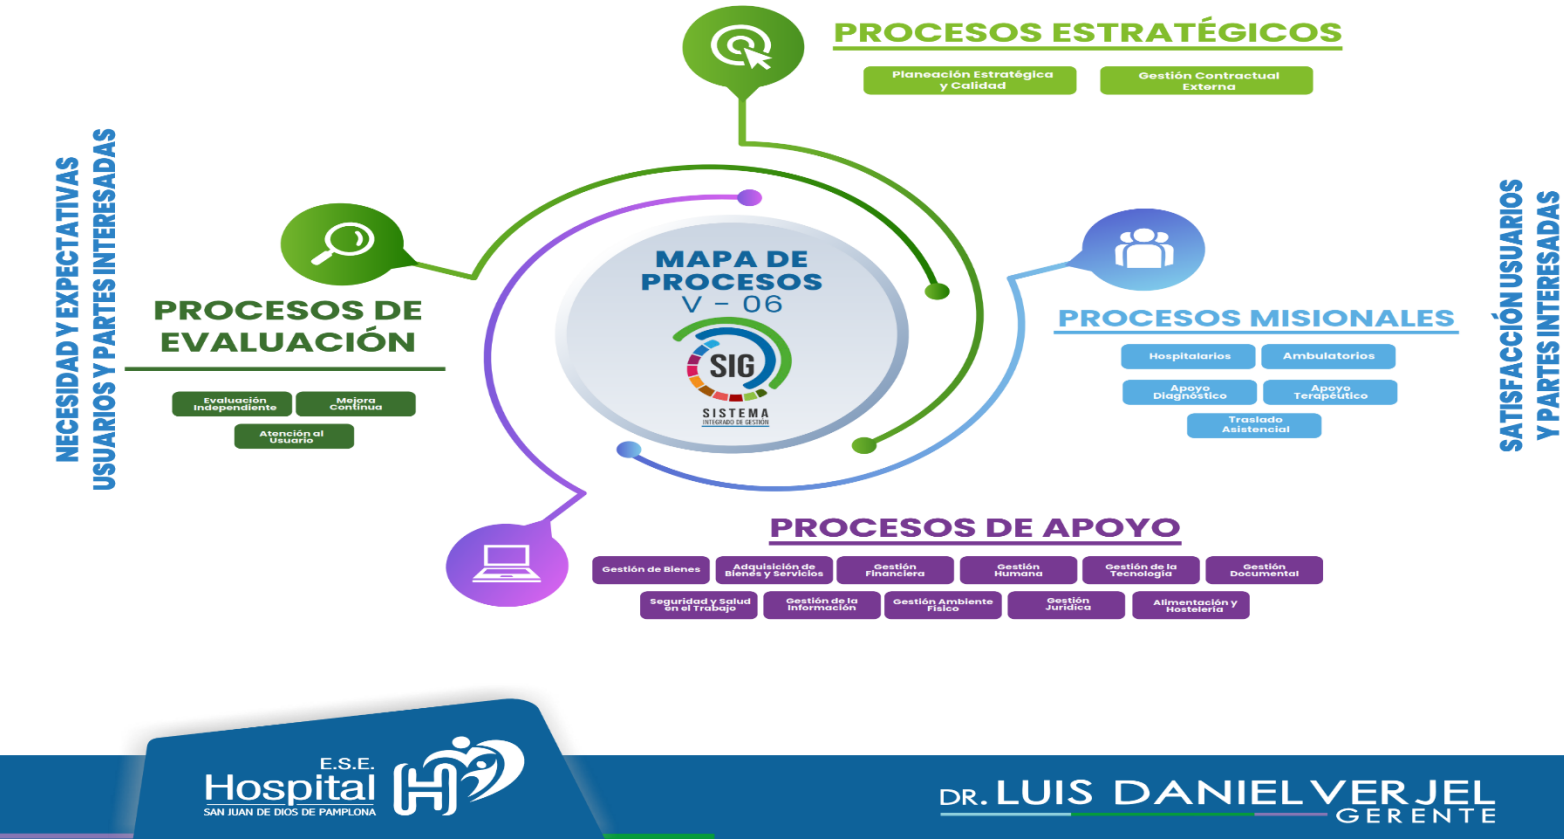 PROCESOS ESTRATÉGICOS
Planeación Estratégica
y Calidad
Gestión Contractual
Externa
NECESIDAD Y EXPECTATIVAS
USUARIOS Y PARTES INTERESADAS
PROCESOS DE
EVALUACIÓN
Evaluación
Independiente
Mejora
Continua
Atención al
Usuario
MAPA DE
PROCESOS
V - 06
SIG
SISTEMA
INTEGRADO DE GESTIÓN
PROCESOS MISIONALES
Hospitalarios
Ambulatorios
Apoyo
Diagnóstico
Apoyo
Terapéutico
Traslado
Asistencial
SATISFACCIÓN USUARIOS
Y PARTES INTERESADAS
PROCESOS DE APOYO
Gestión de Bienes
Adquisición de
Bienes y Servicios
Gestión
Financiera
Gestión
Humana
Gestión de la
Tecnología
Gestión
Documental
Seguridad y Salud
en el Trabajo
Gestión de la
Información
Gestión Ambiente
Físico
Gestión
Jurídica
Alimentación y
Hostelería
E.S.E.
Hospital
SAN JUAN DE DIOS DE PAMPLONA
DR. LUIS DANIEL VERJEL
GERENTE